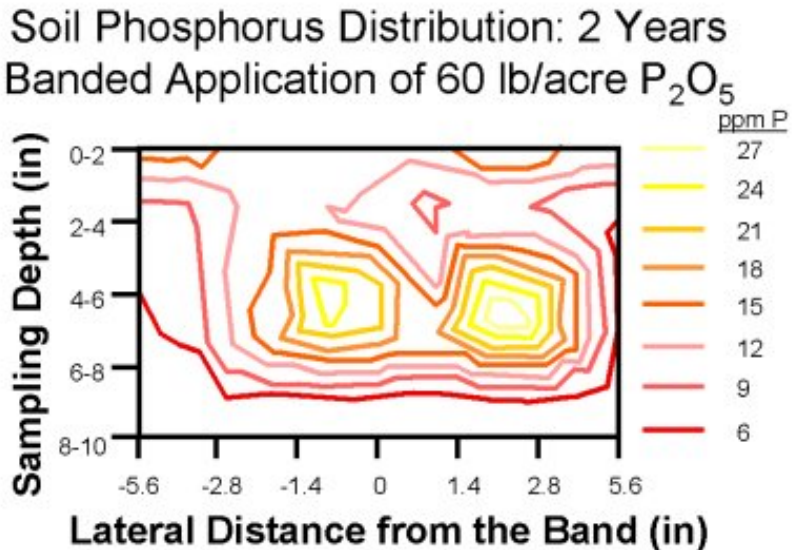 Soil Phosphorus Distribution: 2 Years
Banded Application of 60 lb/acre P₂O₅
ppm P
27
24
21
18
15
12
9
6
Sampling Depth (in)
0-2
2-4
4-6
6-8
8-10
-5.6 -2.8 -1.4 0 1.4 2.8 5.6
Lateral Distance from the Band (in)